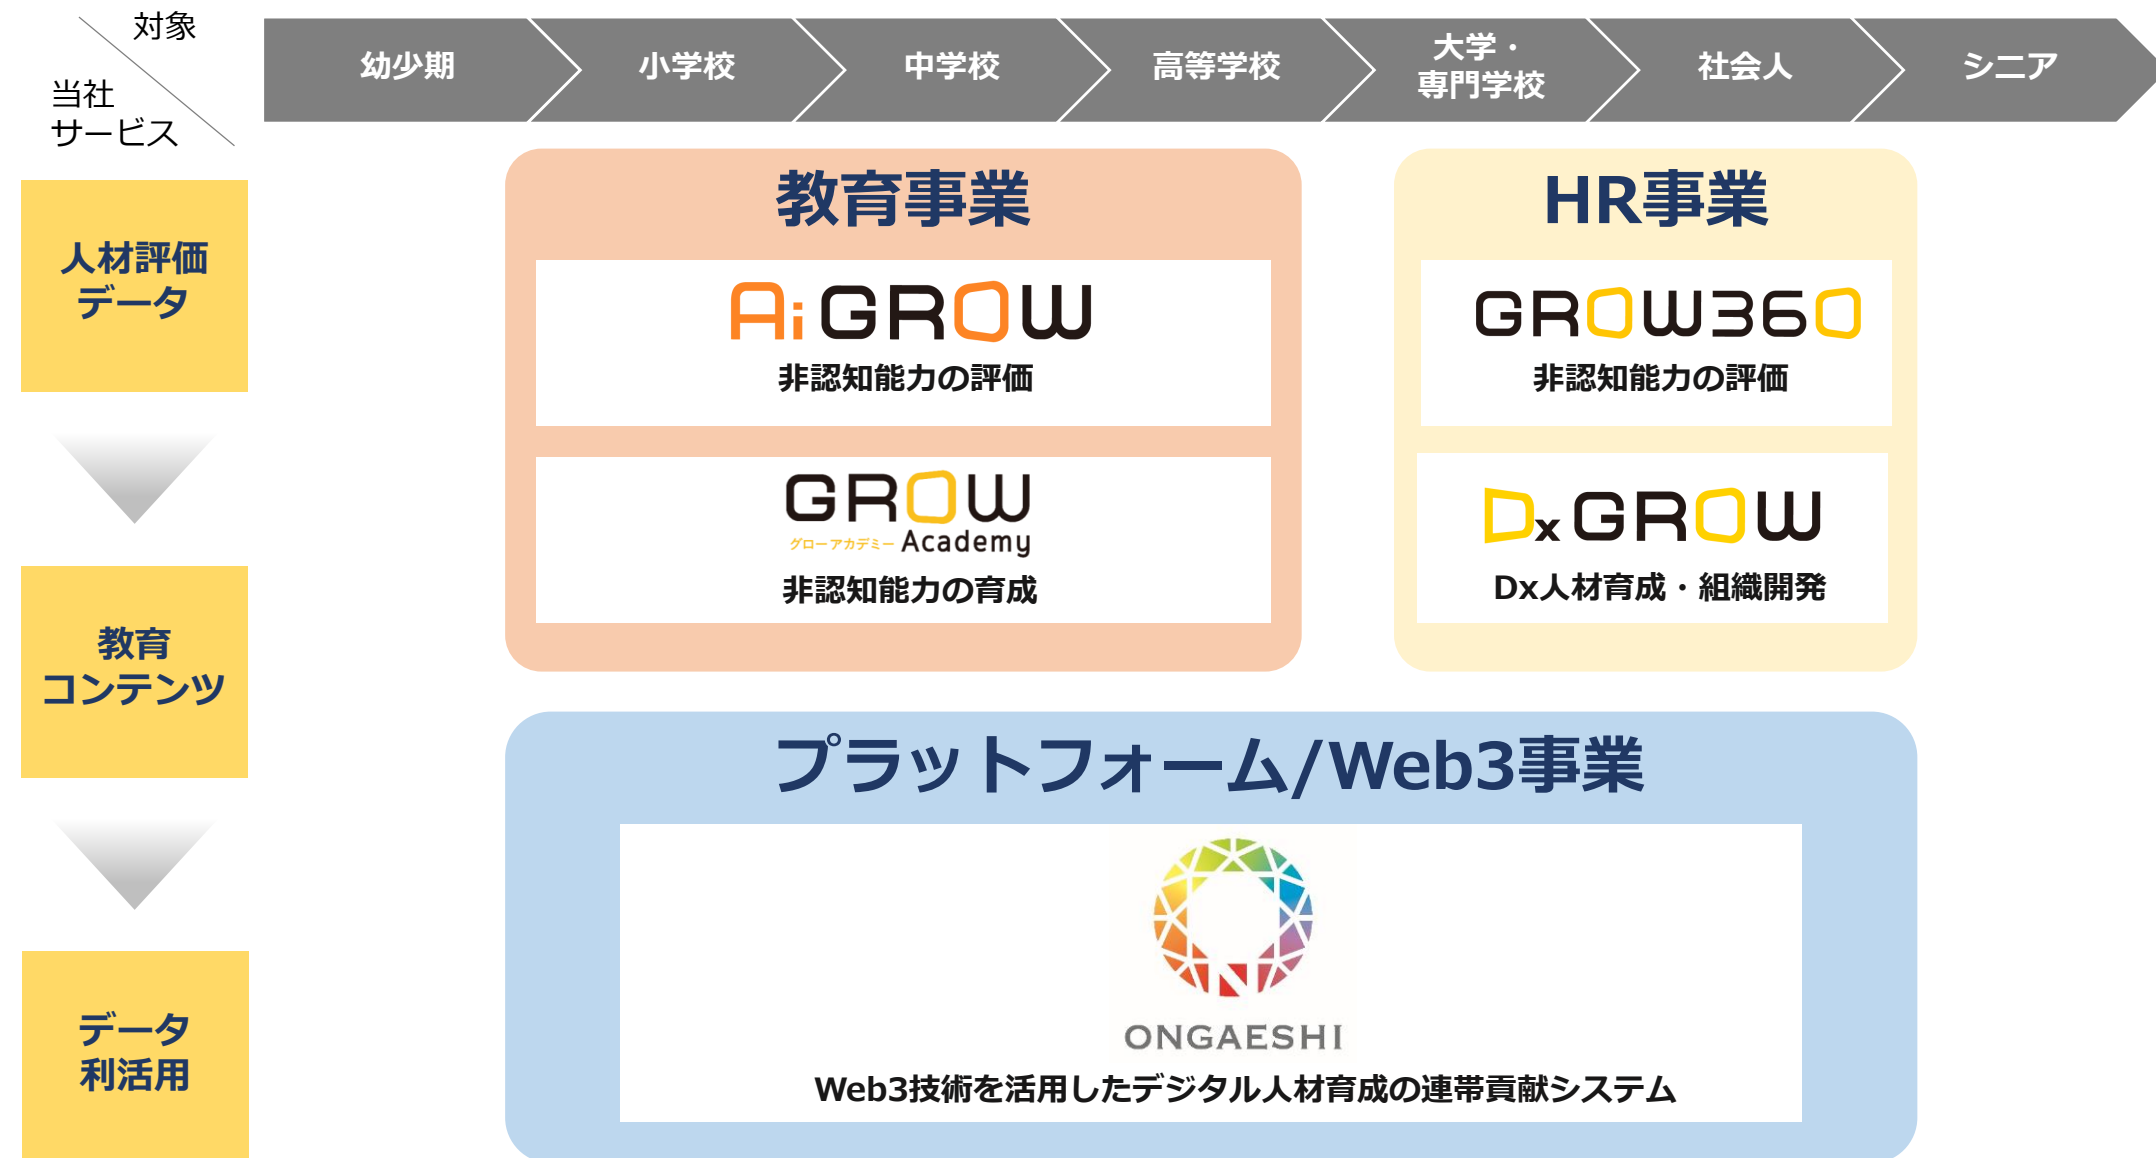 対象
当社
サービス
幼少期
小学校
中学校
高等学校
大学・
専門学校
社会人
シニア
人材評価
データ
教育
コンテンツ
データ
利活用
教育事業
Ai GROW
非認知能力の評価
GROW
グローアカデミー Academy
非認知能力の育成
HR事業
GROW360
非認知能力の評価
Dx GROW
Dx人材育成・組織開発
プラットフォーム/Web3事業
ONGAESHI
Web3技術を活用したデジタル人材育成の連帯貢献システム